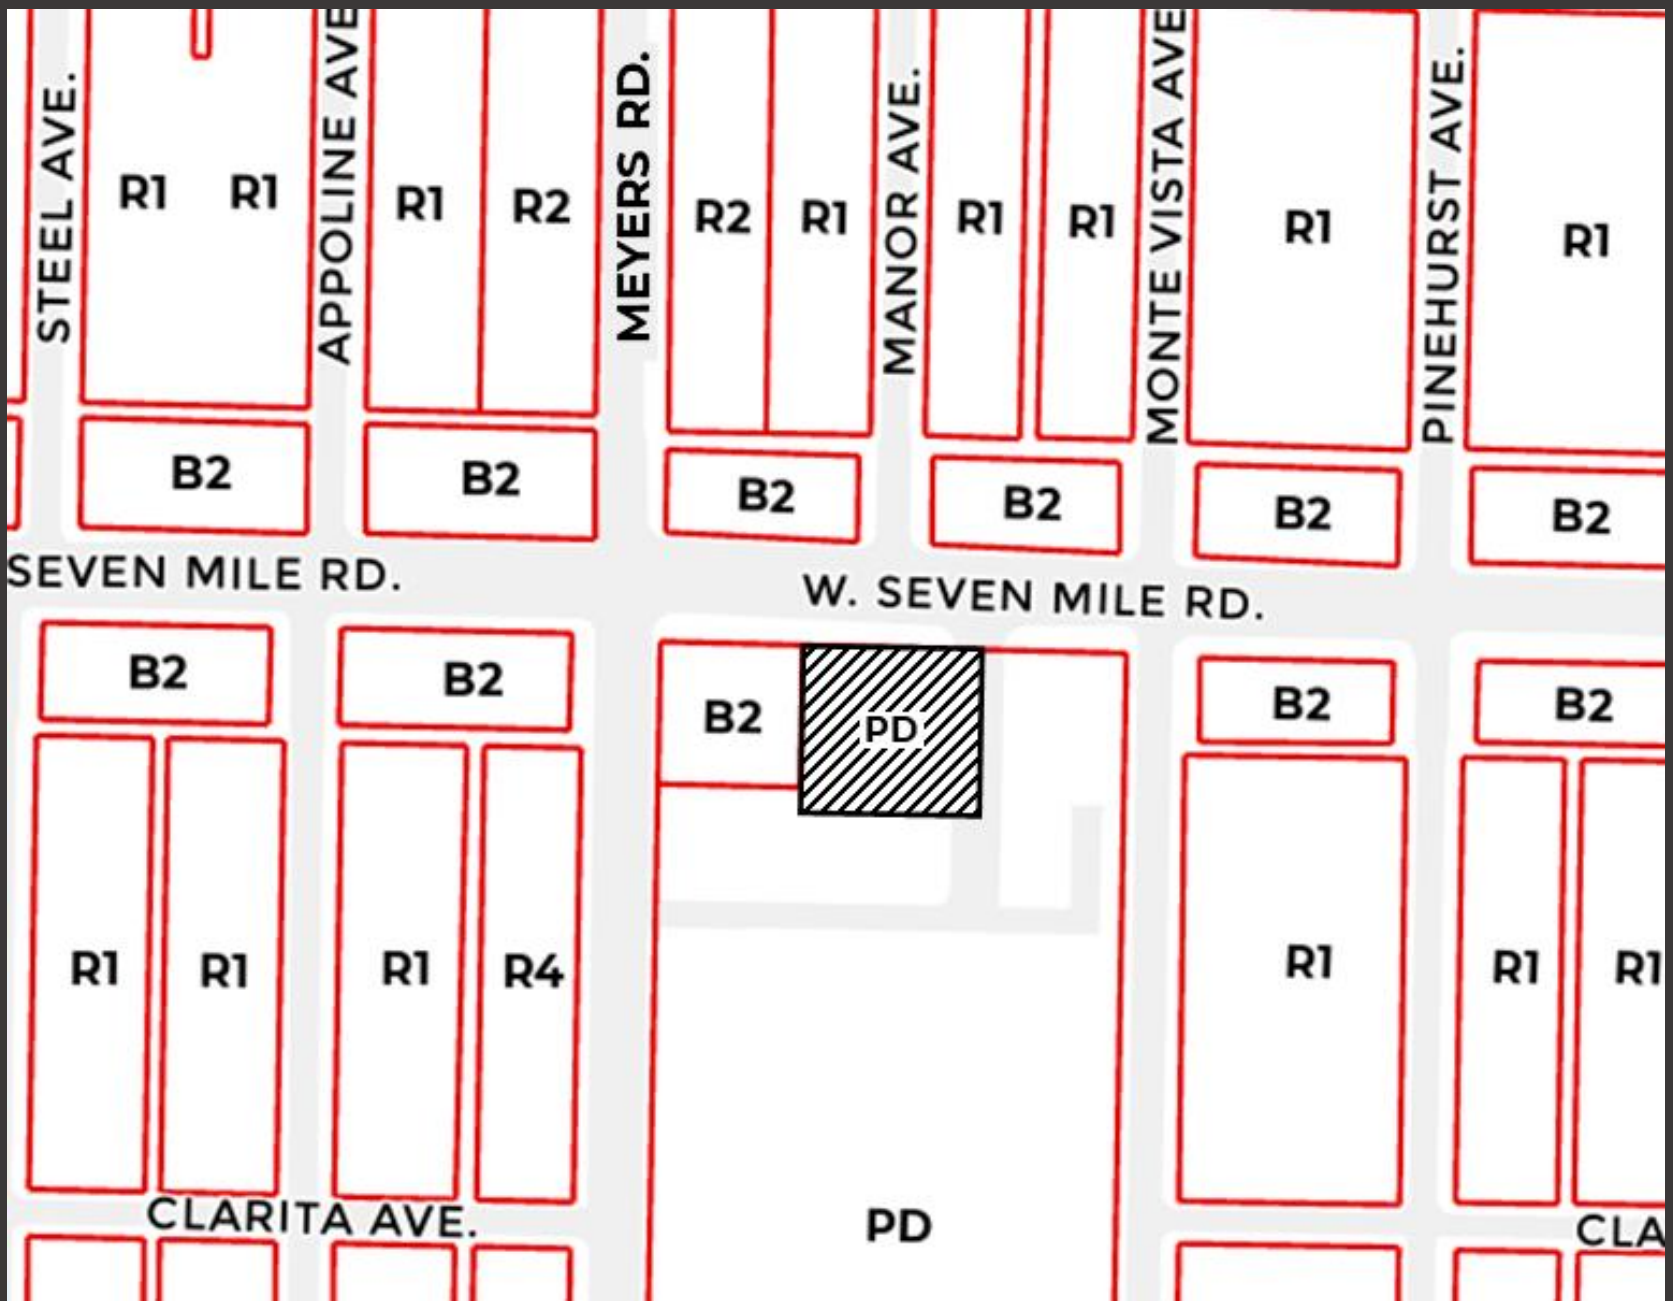 STEEL AVE.
APPOLINE AVE
MEYERS RD.
MANOR AVE.
MONTE VISTA AVE
PINEHURST AVE.
R1
R1
R1
R2
R2
R1
R1
R1
R1
R1
B2
B2
B2
B2
B2
B2
SEVEN MILE RD.
W. SEVEN MILE RD.
B2
B2
B2
PD
B2
B2
R1
R1
R1
R4
R1
R1
R1
CLARITA AVE.
PD
CLA